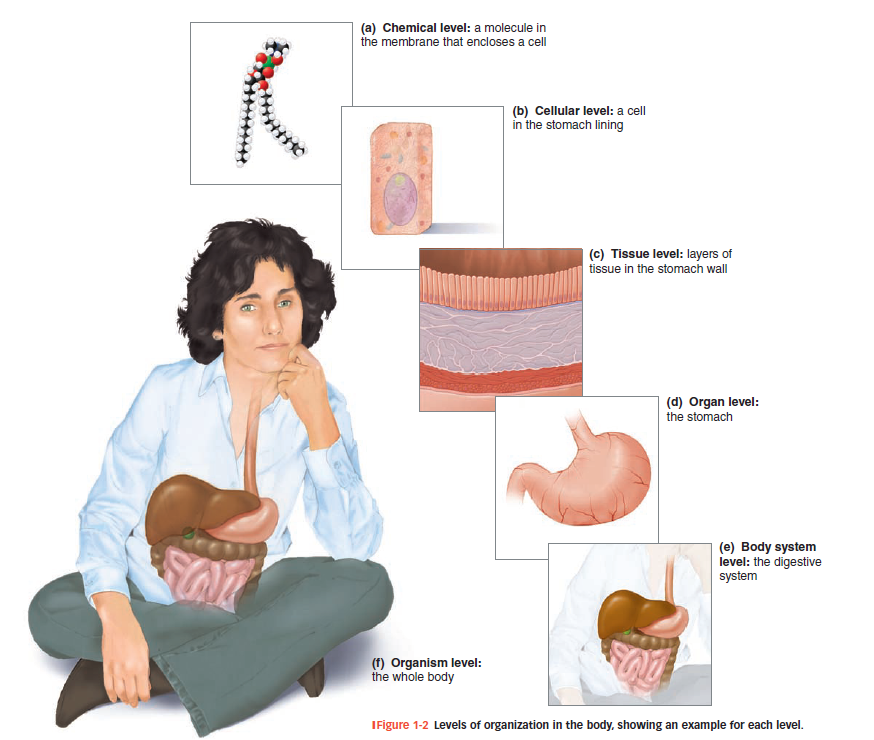 (a) Chemical level: a molecule in
the membrane that encloses a cell
(b) Cellular level: a cell
in the stomach lining
(c) Tissue level: layers of
tissue in the stomach wall
(d) Organ level:
the stomach
(e) Body system
level: the digestive
system
(f) Organism level:
the whole body
Figure 1-2 Levels of organization in the body, showing an example for each level.